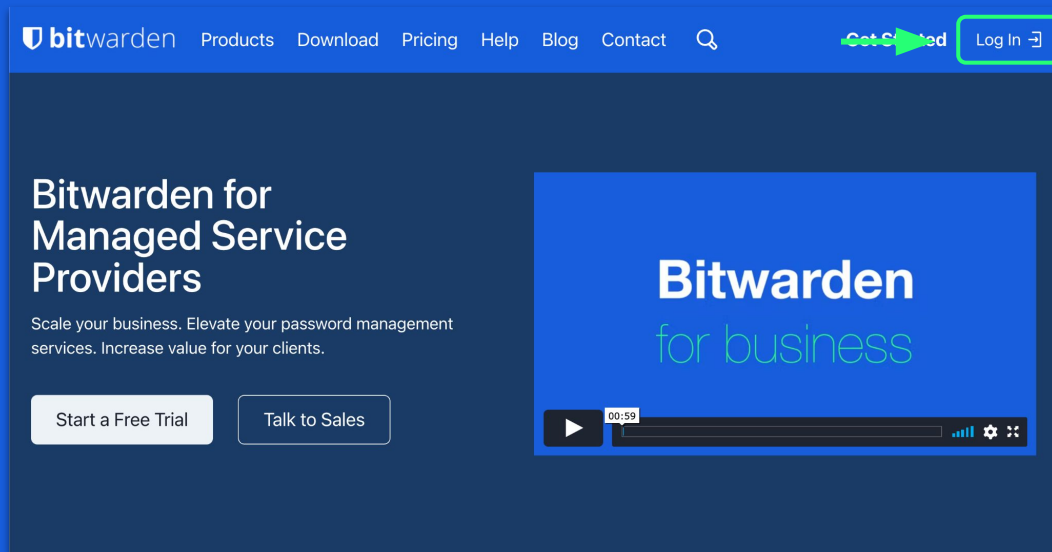 bitwarden Products Download Pricing Help Blog Contact Get Started Log In
Bitwarden for
Managed Service
Providers
Scale your business. Elevate your password management
services. Increase value for your clients.
Start a Free Trial Talk to Sales
Bitwarden
for business
00:59